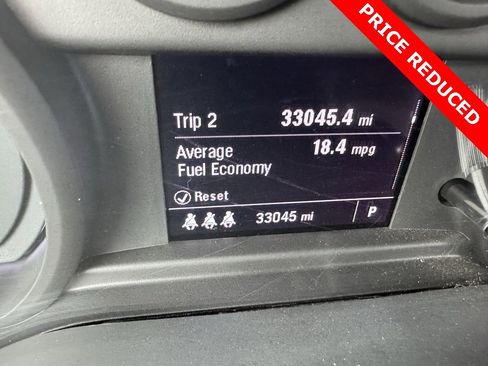 PRICE REDUCED
Trip 2 33045.4 mi
Average 18.4 mpg
Fuel Economy
Reset
33045 mi P